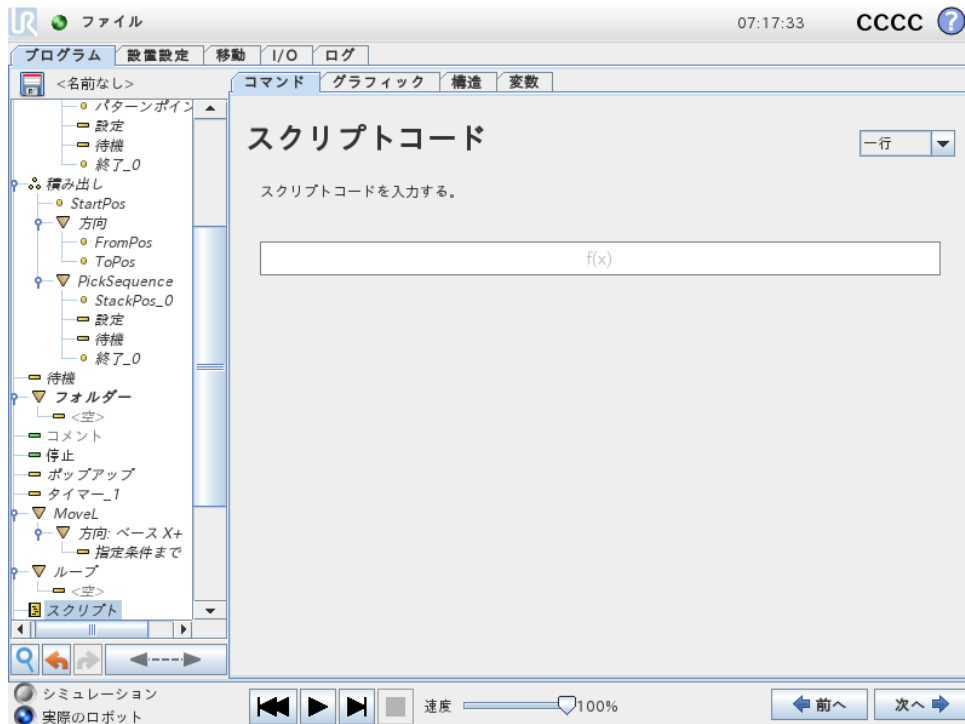 UR ファイル 07:17:33 CCCC ?
プログラム 設置設定 移動 I/O ログ
<名前なし>
コマンド グラフィック 構造 変数
パターンポイン
設定
待機
終了_0
積み出し
StartPos
方向
FromPos
ToPos
PickSequence
StackPos_0
設定
待機
終了_0
待機
フォルダー
<空>
コメント
停止
ポップアップ
タイマー_1
MoveL
方向: ベース X+
指定条件まで
ループ
<空>
スクリプト
スクリプトコード
一行
スクリプトコードを入力する。
f(x)
シミュレーション
実際のロボット
速度 100%
前へ 次へ